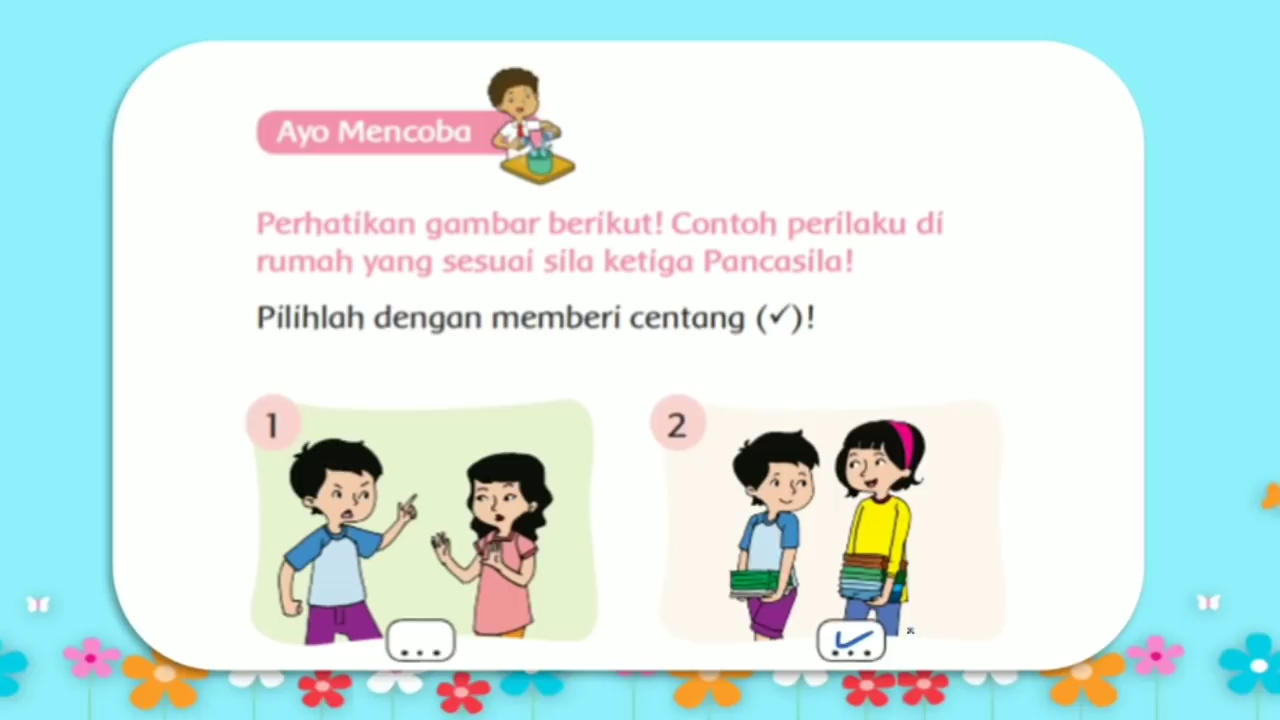 Ayo Mencoba
Perhatikan gambar berikut! Contoh perilaku di
rumah yang sesuai sila ketiga Pancasila!
Pilihlah dengan memberi centang (✓)!
1
2
...
✓...